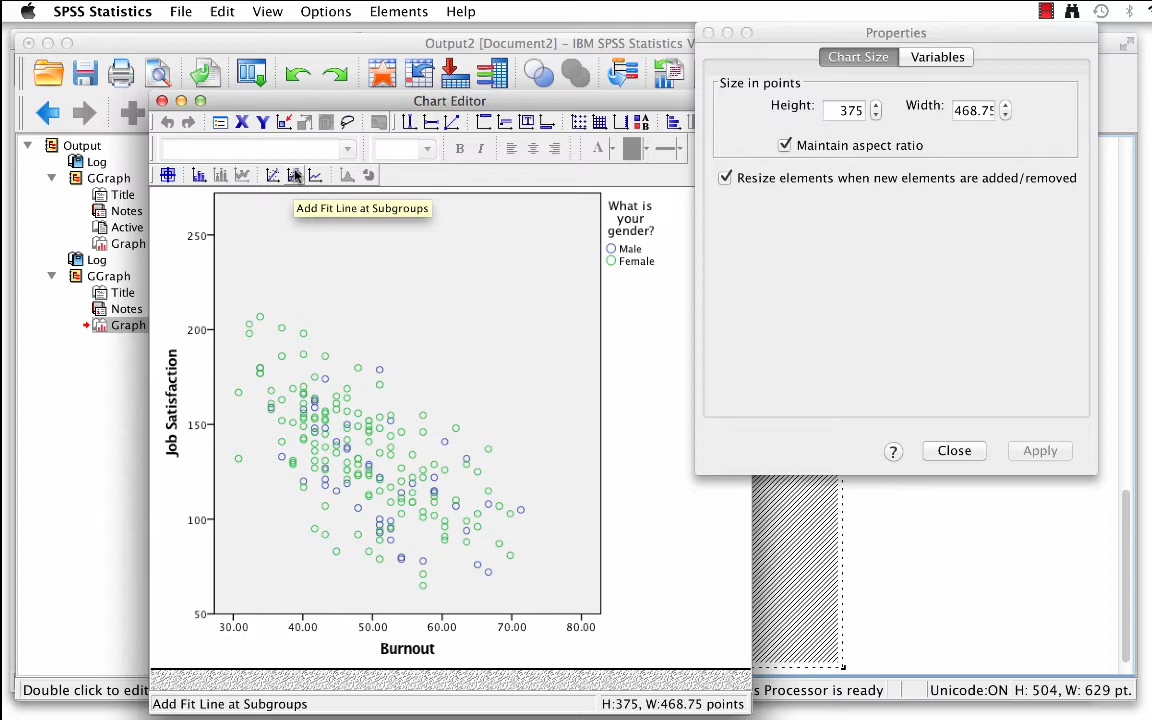 SPSS Statistics File Edit View Options Elements Help
Output2 [Document2] – IBM SPSS Statistics V
Properties
Chart Size Variables
Size in points
Height: 375 Width: 468.75
Maintain aspect ratio
Resize elements when new elements are added/removed
? Close Apply
Chart Editor
X Y
B I A
Add Fit Line at Subgroups
Output
Log
GGraph
Title
Notes
Active
Graph
Log
GGraph
Title
Notes
Graph
What is
your
gender?
Male
Female
250
200
150
100
50
Job Satisfaction
30.00 40.00 50.00 60.00 70.00 80.00
Burnout
Add Fit Line at Subgroups H:375, W:468.75 points
Double click to edit s Processor is ready Unicode:ON H: 504, W: 629 pt.